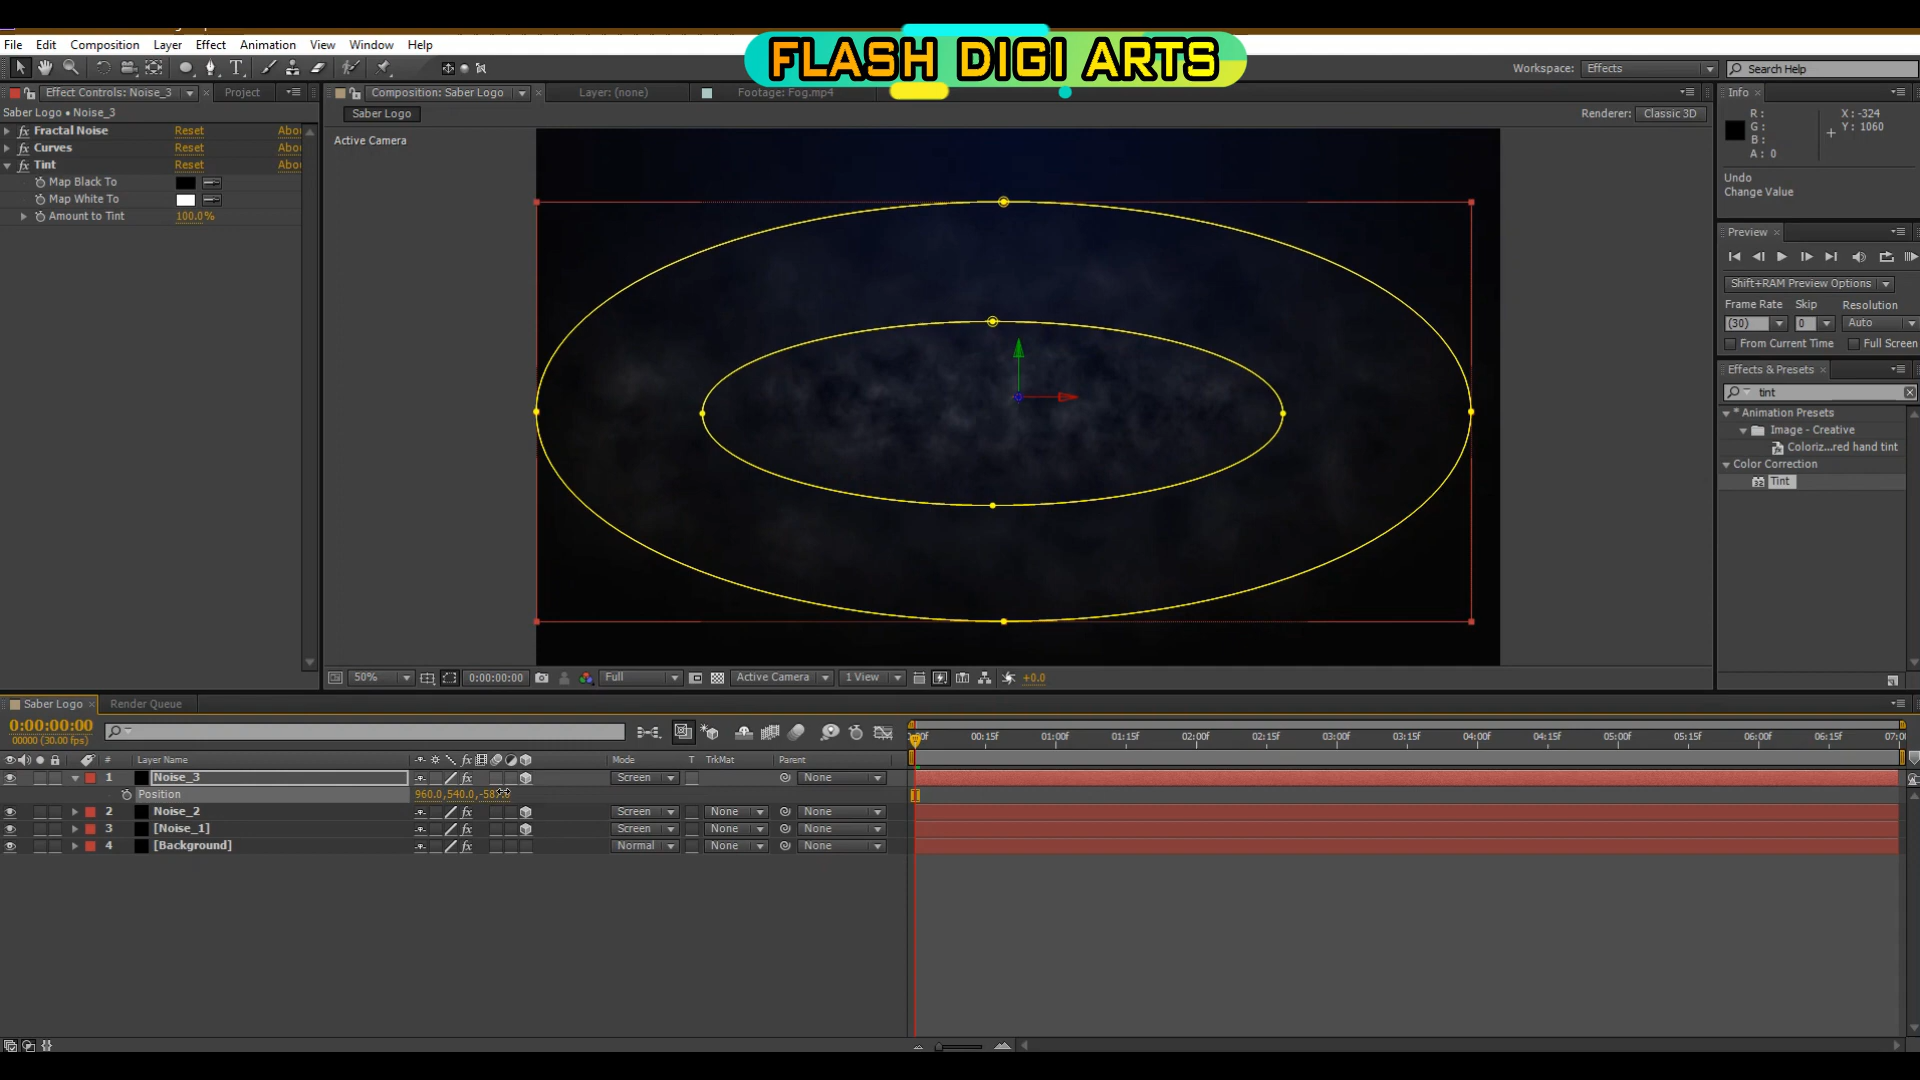 FLASH DIGI ARTS
File Edit Composition Layer Effect Animation View Window Help
Workspace: Effects Search Help
Effect Controls: Noise_3 Project
Composition: Saber Logo Layer: (none) Footage: Fog.mp4
Info
Saber Logo • Noise_3
Saber Logo
Renderer: Classic 3D
Fractal Noise Reset Abo
Curves Reset Abo
Tint Reset Abo
Map Black To
Map White To
Amount to Tint 100.0%
Active Camera
R: X: -324
G: Y: 1060
B:
A: 0
Undo
Change Value
Preview
Shift+RAM Preview Options
Frame Rate Skip Resolution
(30) 0 Auto
From Current Time Full Screen
Effects & Presets
tint
* Animation Presets
Image - Creative
Coloriz...red hand tint
Color Correction
Tint
50% 0:00:00:00 Full Active Camera 1 View +0.0
Saber Logo Render Queue
0:00:00:00
00000 (30.00 fps)
:00f 00:15f 01:00f 01:15f 02:00f 02:15f 03:00f 03:15f 04:00f 04:15f 05:00f 05:15f 06:00f 06:15f 07:0
# Layer Name Mode T TrkMat Parent
1 Noise_3 Screen None
Position 960.0,540.0,
2 Noise_2 Screen None None
3 [Noise_1] Screen None None
4 [Background] Normal None None